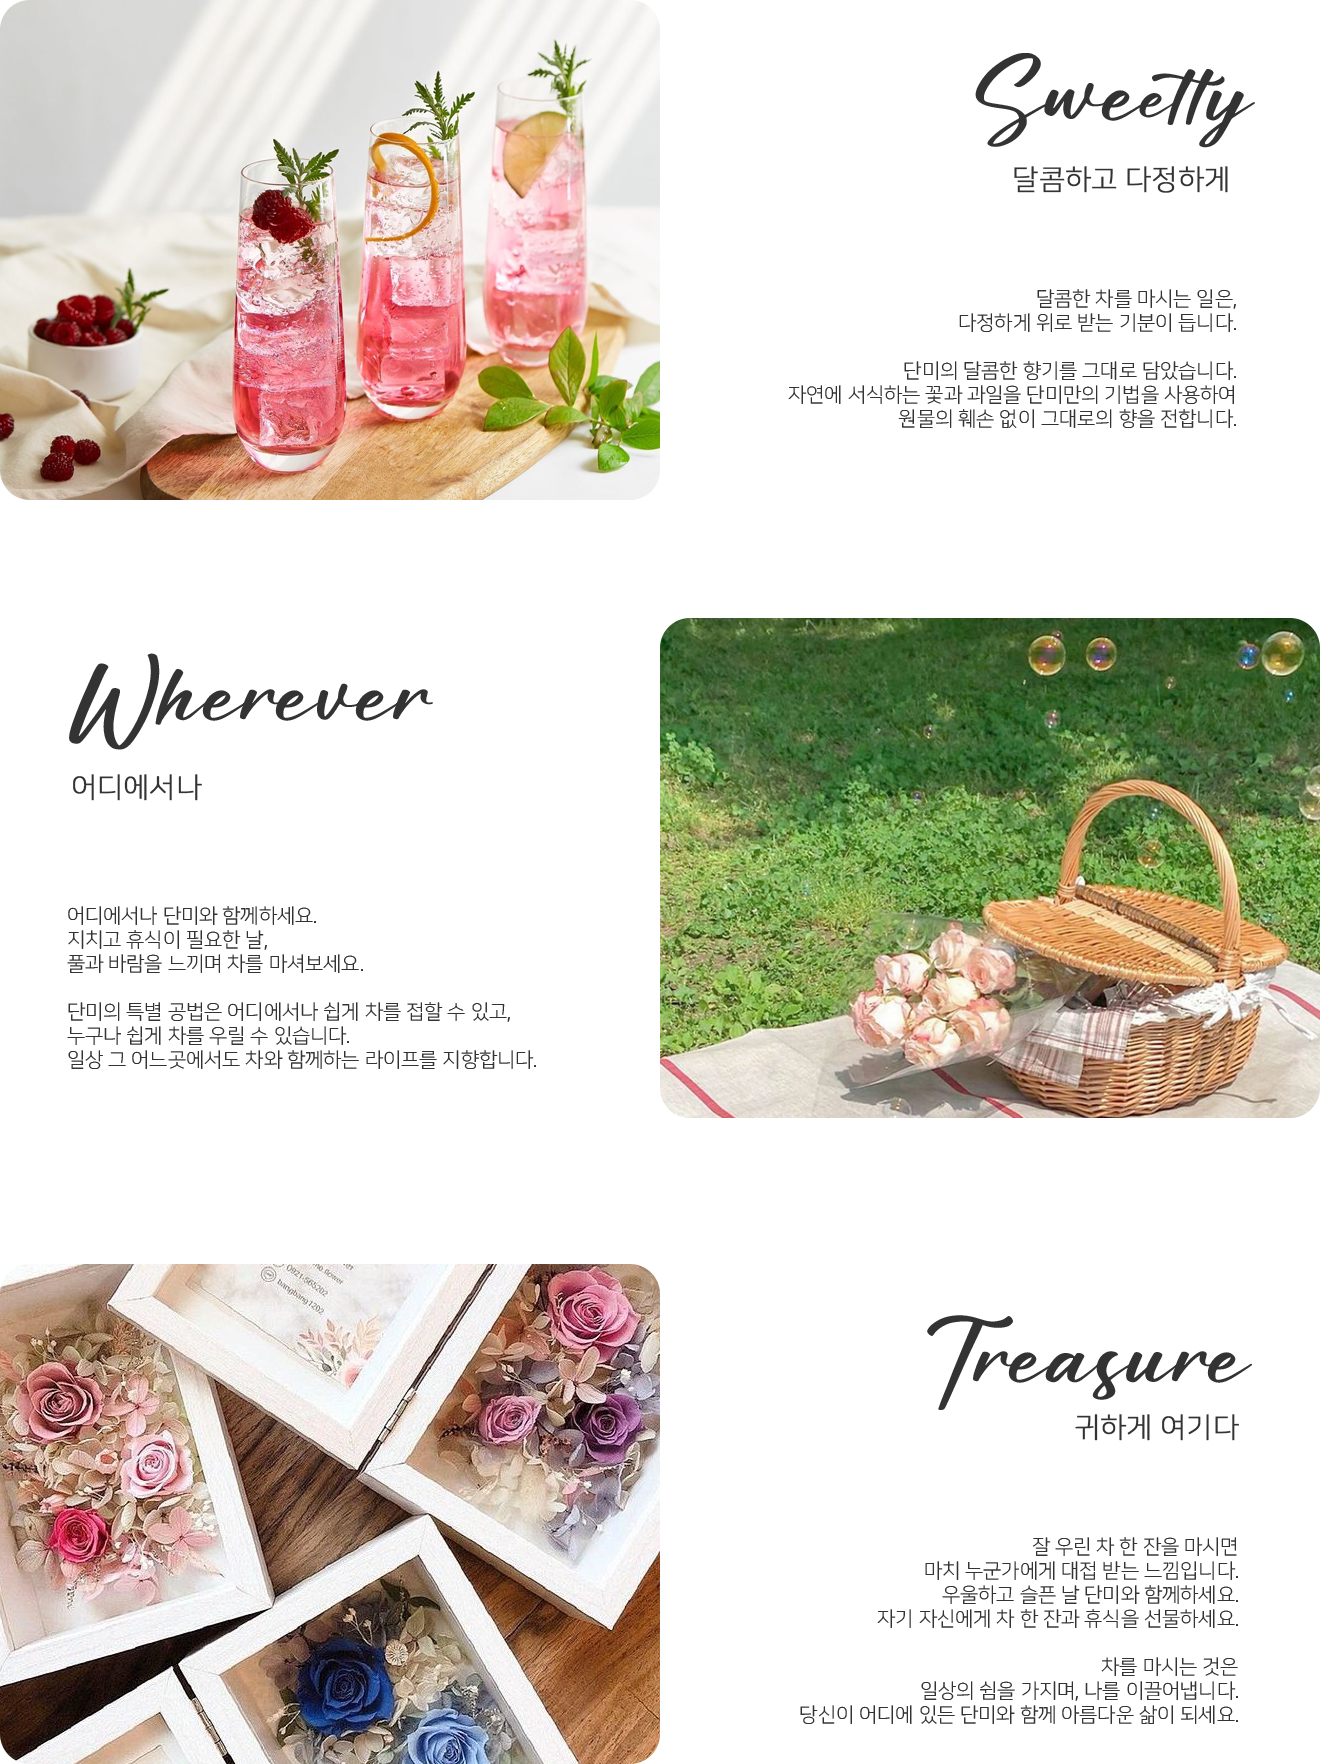 Sweetty
달콤하고 다정하게
달콤한 차를 마시는 일은,
다정하게 위로 받는 기분이 듭니다.
단미의 달콤한 향기를 그대로 담았습니다.
자연에 서식하는 꽃과 과일을 단미만의 기법을 사용하여
원물의 훼손 없이 그대로의 향을 전합니다.
Wherever
어디에서나
어디에서나 단미와 함께하세요.
지치고 휴식이 필요한 날,
풀과 바람을 느끼며 차를 마셔보세요.
단미의 특별 공법은 어디에서나 쉽게 차를 접할 수 있고,
누구나 쉽게 차를 우릴 수 있습니다.
일상 그 어느곳에서도 차와 함께하는 라이프를 지향합니다.
flower
0821-565202
bangbang1202
Treasure
귀하게 여기다
잘 우린 차 한 잔을 마시면
마치 누군가에게 대접 받는 느낌입니다.
우울하고 슬픈 날 단미와 함께하세요.
자기 자신에게 차 한 잔과 휴식을 선물하세요.
차를 마시는 것은
일상의 쉼을 가지며, 나를 이끌어냅니다.
당신이 어디에 있든 단미와 함께 아름다운 삶이 되세요.